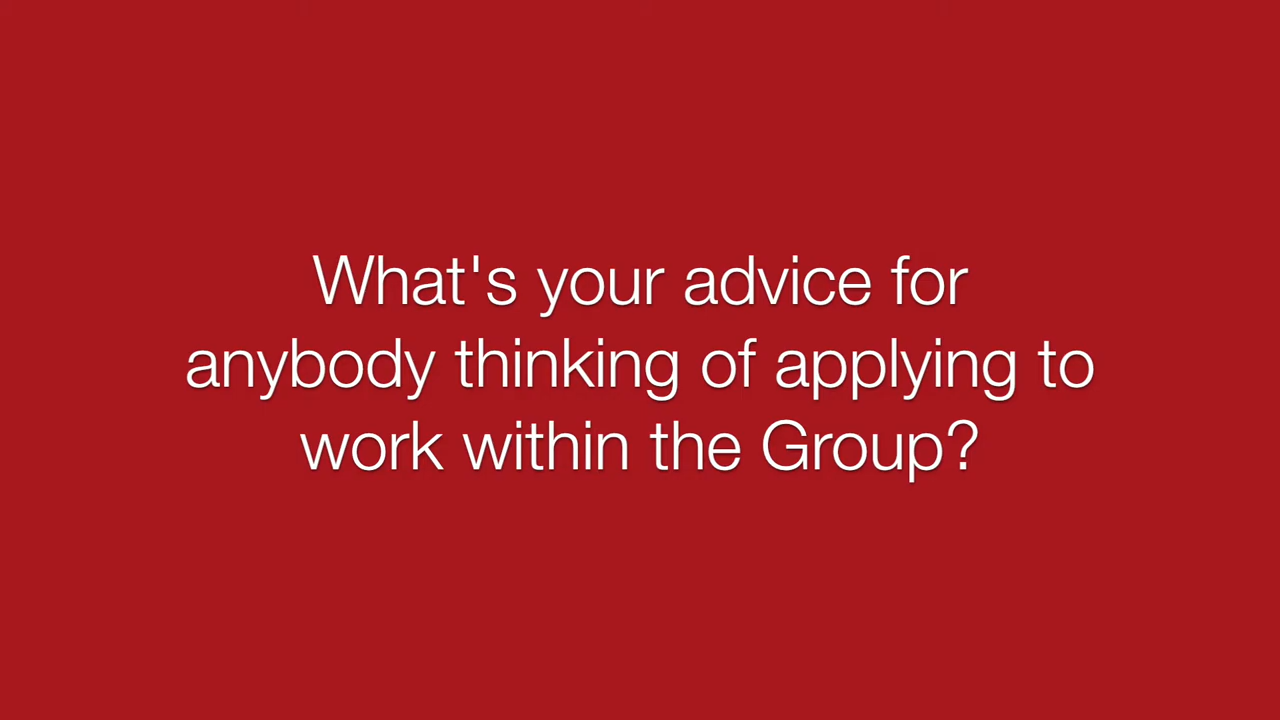 What's your advice for
anybody thinking of applying to
work within the Group?